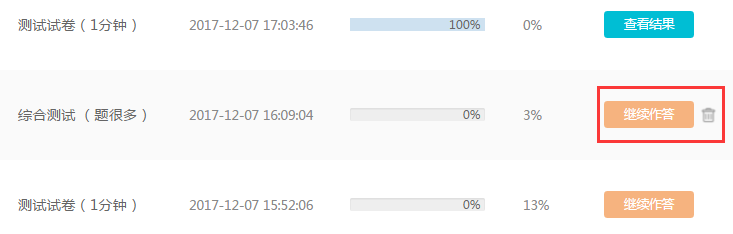 测试试卷（1分钟） 2017-12-07 17:03:46 100% 0% 查看结果
综合测试 （题很多） 2017-12-07 16:09:04 0% 3% 继续作答
测试试卷（1分钟） 2017-12-07 15:52:06 0% 13% 继续作答